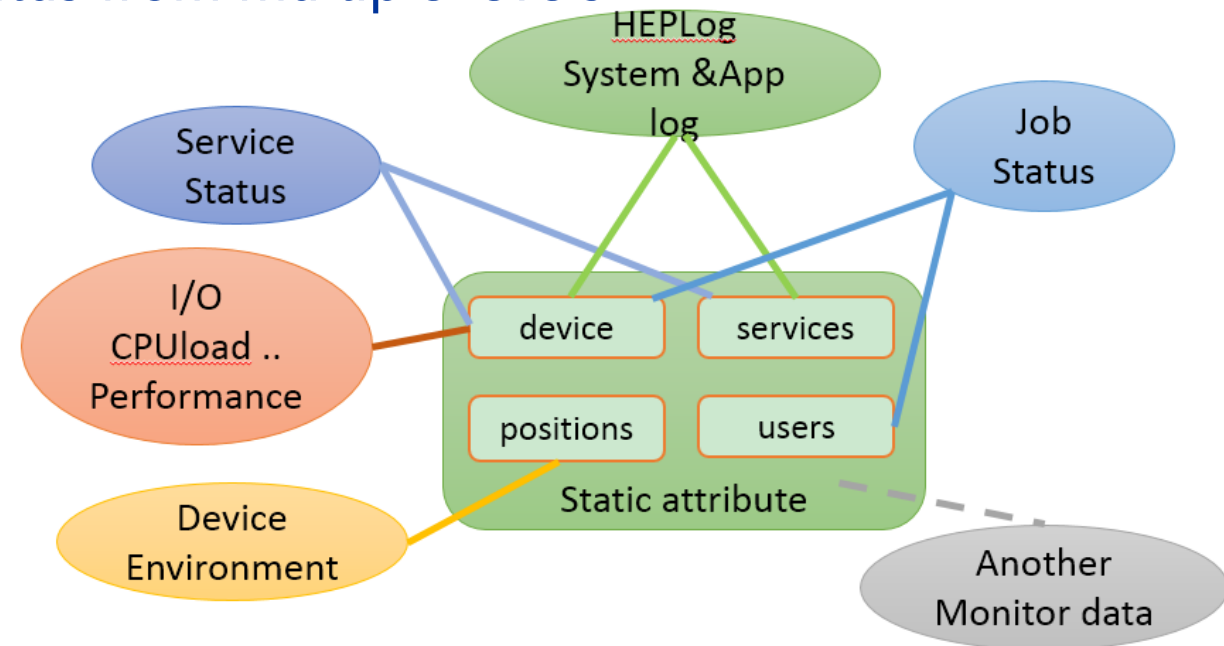 HEPLog
System &App
log
Service
Status
Job
Status
I/O
CPUload ..
Performance
device
services
positions
users
Static attribute
Device
Environment
Another
Monitor data